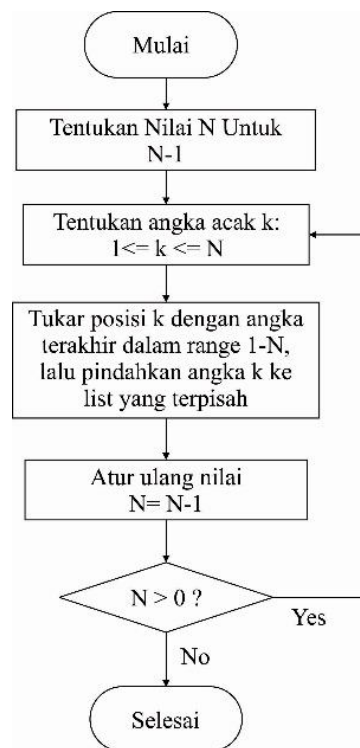 Mulai
Tentukan Nilai N Untuk
N-1
Tentukan angka acak k:
1<= k <= N
Tukar posisi k dengan angka
terakhir dalam range 1-N,
lalu pindahkan angka k ke
list yang terpisah
Atur ulang nilai
N= N-1
N > 0 ?
Yes
No
Selesai